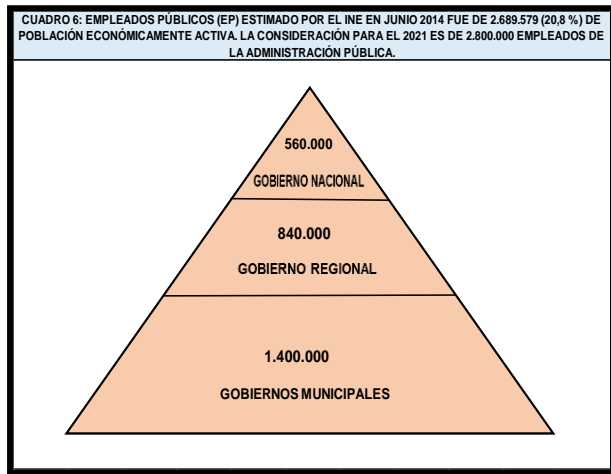 CUADRO 6: EMPLEADOS PÚBLICOS (EP) ESTIMADO POR EL INE EN JUNIO 2014 FUE DE 2.689.579 (20,8 %) DE
POBLACIÓN ECONÓMICAMENTE ACTIVA. LA CONSIDERACIÓN PARA EL 2021 ES DE 2.800.000 EMPLEADOS DE
LA ADMINISTRACIÓN PÚBLICA.
560.000
GOBIERNO NACIONAL
840.000
GOBIERNO REGIONAL
1.400.000
GOBIERNOS MUNICIPALES